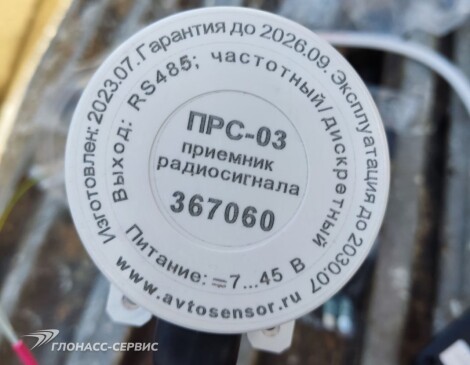 Изготовлен: 2023.07. Гарантия до 2026.09. Эксплуатация до 2030.07
Выход: RS485; частотный/дискретный
ПРС-03
приемник
радиосигнала
367060
Питание: =7...45 В
www.avtosensor.ru
ГЛОНАСС-СЕРВИС